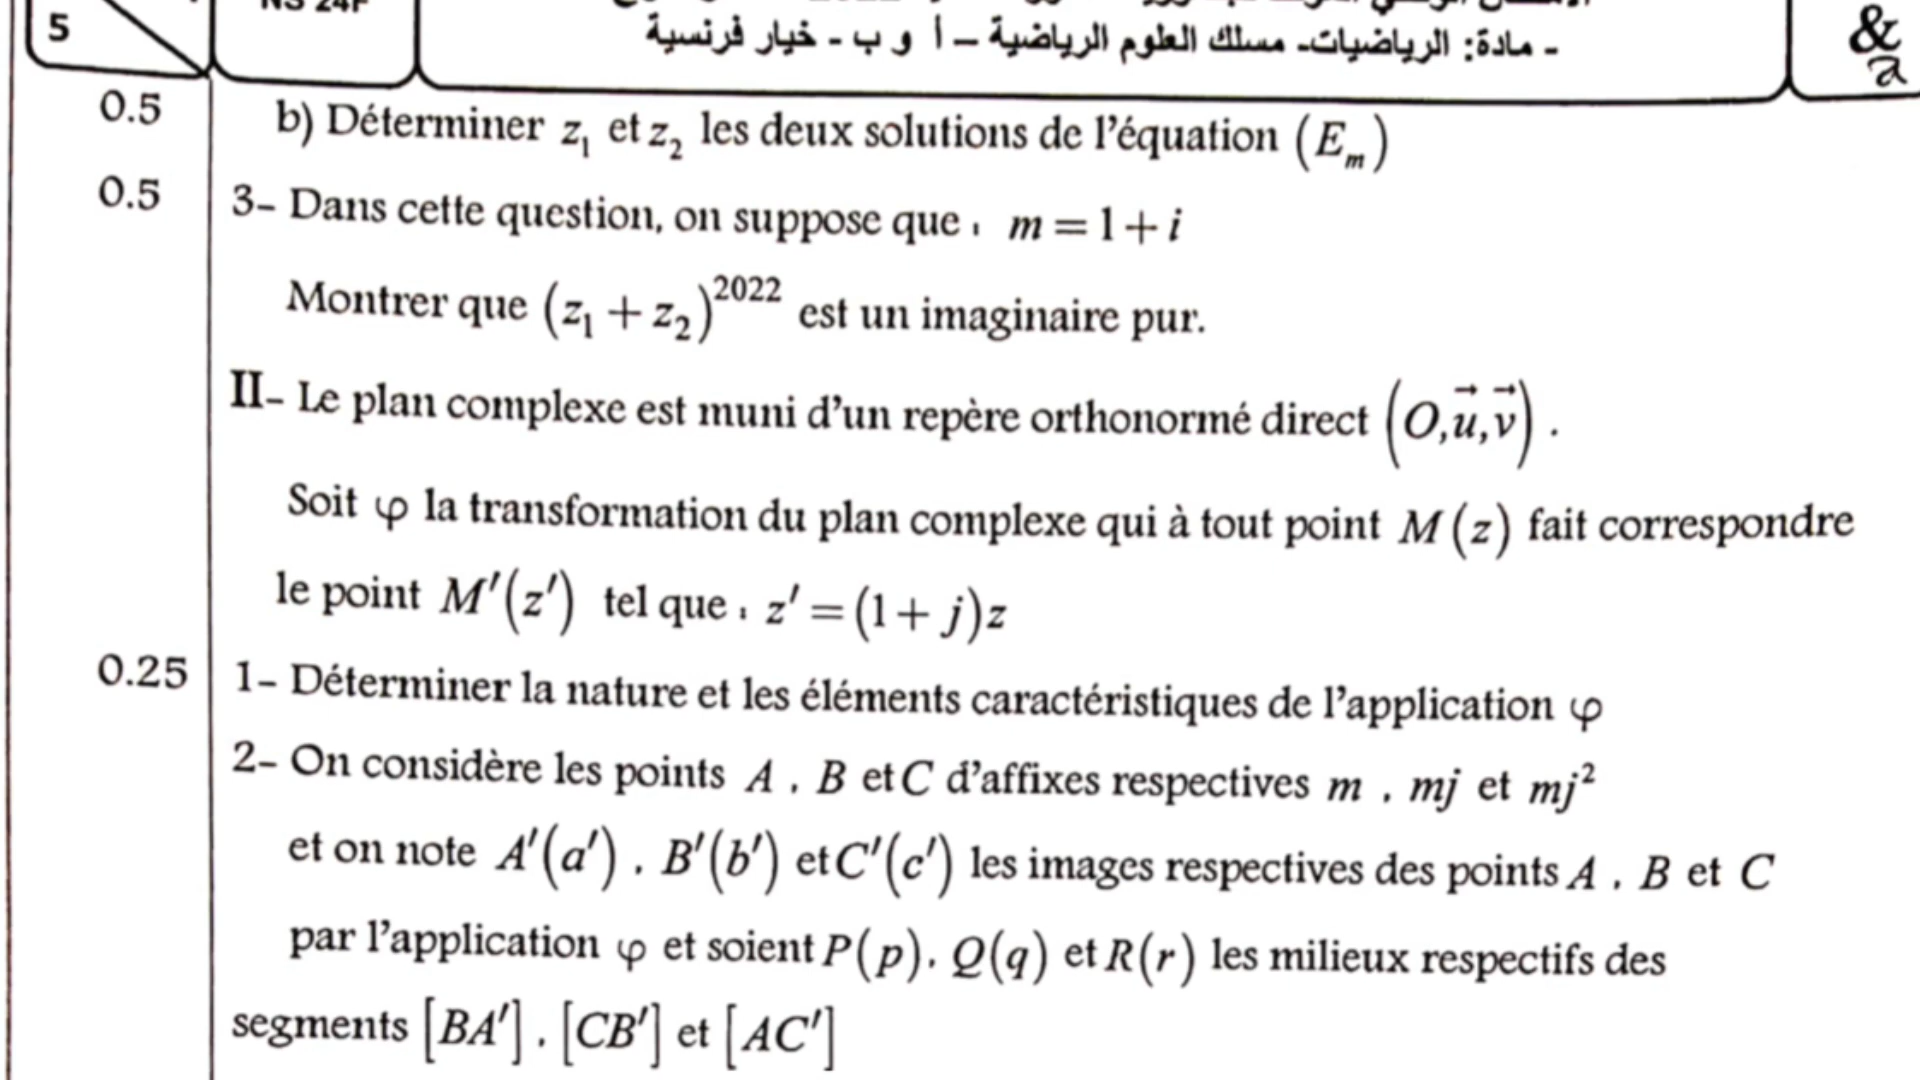 5
NS 24F
- مادة: الرياضيات- مسلك العلوم الرياضية – أ و ب - خيار فرنسية
&
a
0.5 b) Déterminer z₁ et z₂ les deux solutions de l'équation (Eₘ)
0.5 3- Dans cette question, on suppose que : m = 1 + i
Montrer que (z₁ + z₂)²⁰²² est un imaginaire pur.
II- Le plan complexe est muni d'un repère orthonormé direct (O,u⃗,v⃗) .
Soit φ la transformation du plan complexe qui à tout point M(z) fait correspondre
le point M′(z′) tel que : z′ = (1 + j)z
0.25 1- Déterminer la nature et les éléments caractéristiques de l'application φ
2- On considère les points A , B et C d'affixes respectives m , mj et mj²
et on note A′(a′) , B′(b′) et C′(c′) les images respectives des points A , B et C
par l'application φ et soient P(p), Q(q) et R(r) les milieux respectifs des
segments [BA′] , [CB′] et [AC′]